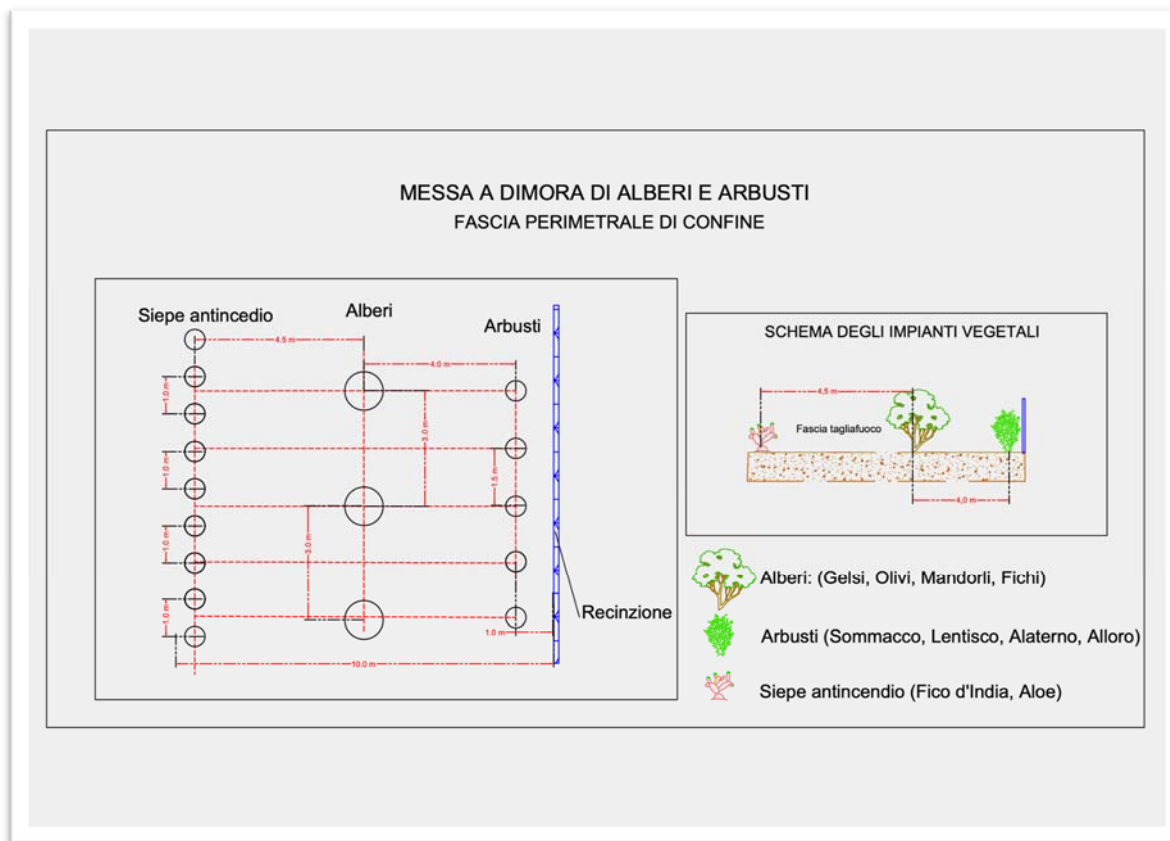 MESSA A DIMORA DI ALBERI E ARBUSTI
FASCIA PERIMETRALE DI CONFINE
Siepe antincedio
Alberi
Arbusti
4.5 m
4.0 m
1.0 m
3.0 m
1.5 m
1.0 m
3.0 m
1.0 m
1.0 m
1.0 m
10.0 m
Recinzione
SCHEMA DEGLI IMPIANTI VEGETALI
4,5 m
Fascia tagliafuoco
4,0 m
Alberi: (Gelsi, Olivi, Mandorli, Fichi)
Arbusti (Sommacco, Lentisco, Alaterno, Alloro)
Siepe antincendio (Fico d'India, Aloe)